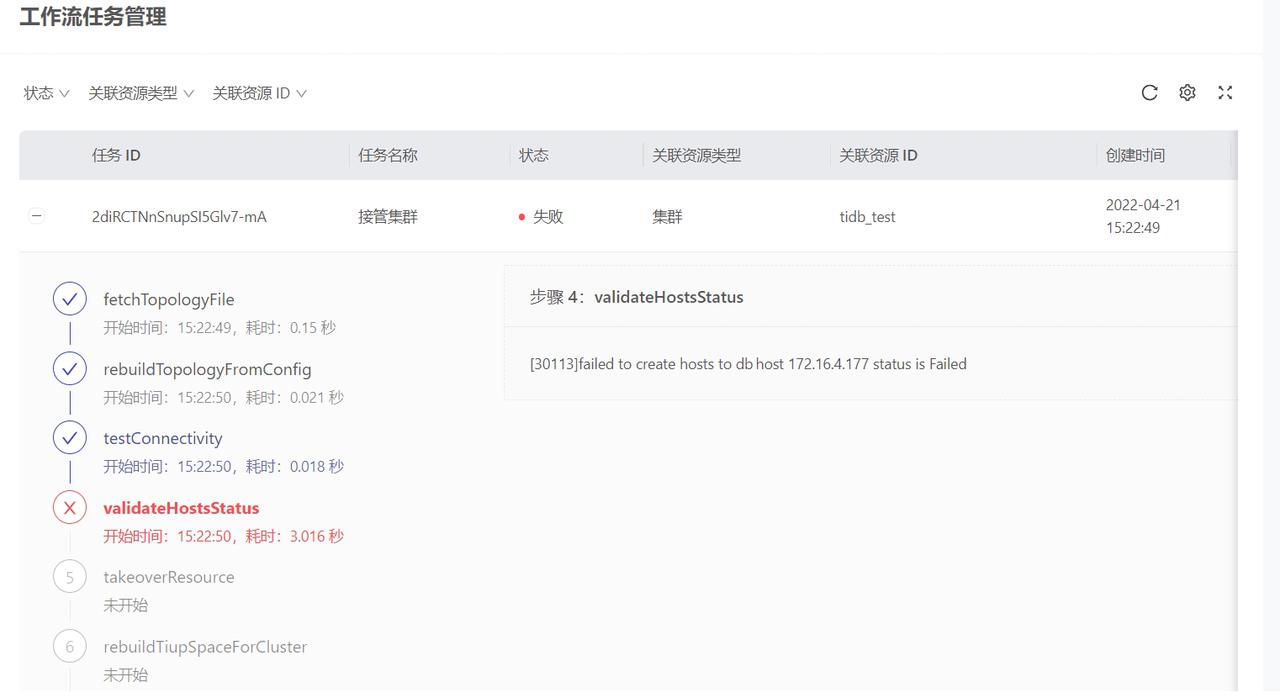 工作流任务管理
状态 关联资源类型 关联资源 ID
任务 ID 任务名称 状态 关联资源类型 关联资源 ID 创建时间
2diRCTNnSnupSI5Glv7-mA 接管集群 失败 集群 tidb_test 2022-04-21
15:22:49
fetchTopologyFile
开始时间：15:22:49，耗时：0.15 秒
rebuildTopologyFromConfig
开始时间：15:22:50，耗时：0.021 秒
testConnectivity
开始时间：15:22:50，耗时：0.018 秒
validateHostsStatus
开始时间：15:22:50，耗时：3.016 秒
5 takeoverResource
未开始
6 rebuildTiupSpaceForCluster
未开始
步骤 4：validateHostsStatus
[30113]failed to create hosts to db host 172.16.4.177 status is Failed